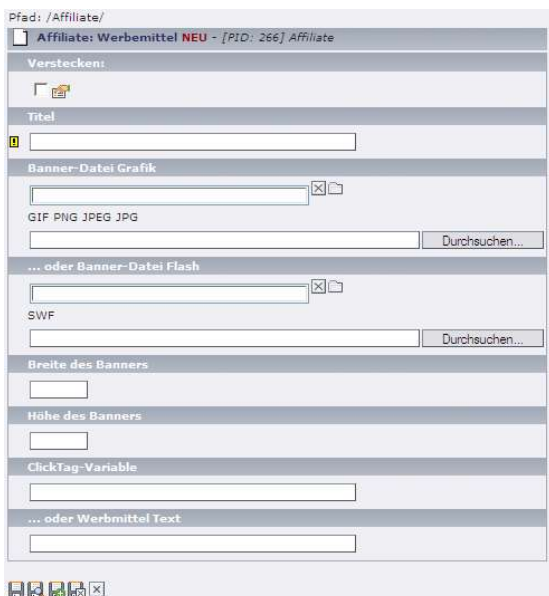 Pfad: /Affiliate/
Affiliate: Werbemittel NEU - [PID: 266] Affiliate
Verstecken:
Titel
Banner-Datei Grafik
GIF PNG JPEG JPG
Durchsuchen...
... oder Banner-Datei Flash
SWF
Durchsuchen...
Breite des Banners
Höhe des Banners
ClickTag-Variable
... oder Werbmittel Text